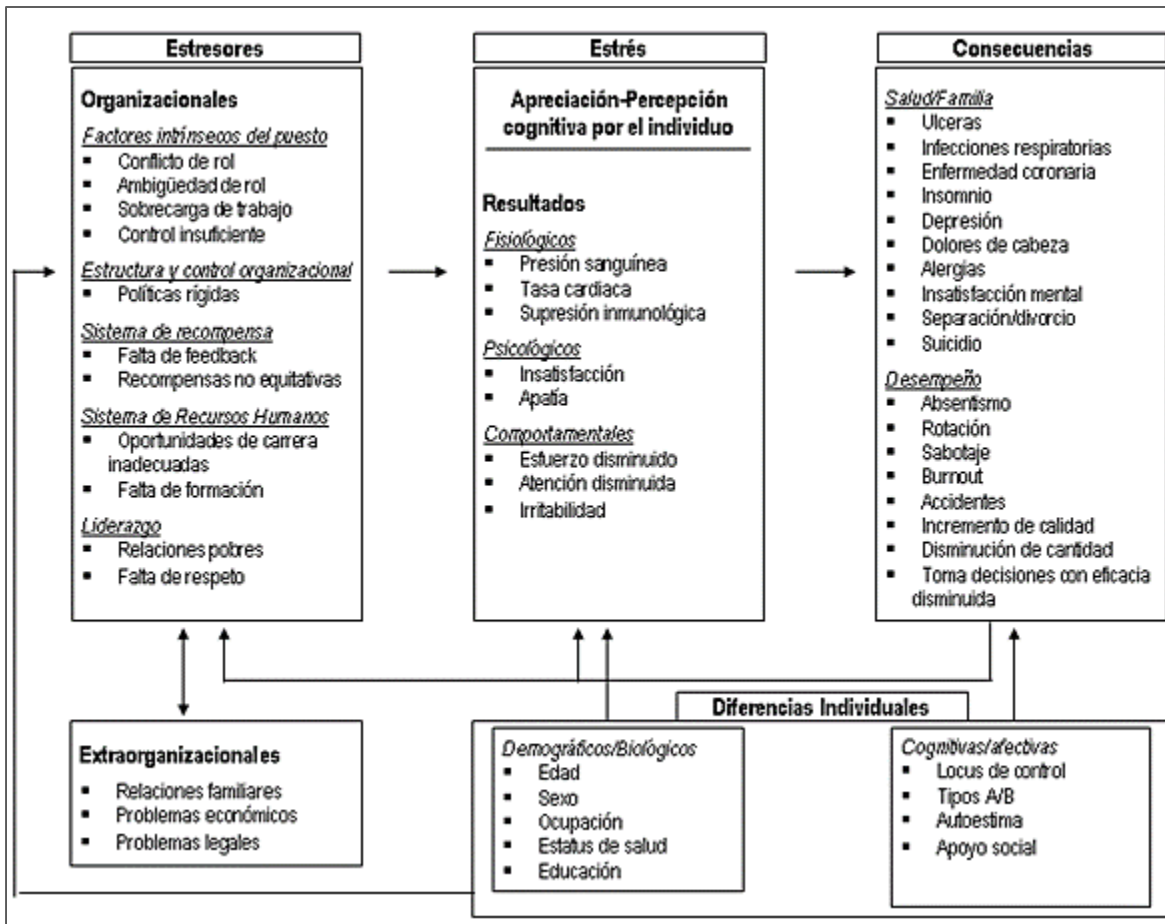 Estresores
Organizacionales
Factores intrínsecos del puesto
▪ Conflicto de rol
▪ Ambigüedad de rol
▪ Sobrecarga de trabajo
▪ Control insuficiente
Estructura y control organizacional
▪ Políticas rígidas
Sistema de recompensa
▪ Falta de feedback
▪ Recompensas no equitativas
Sistema de Recursos Humanos
▪ Oportunidades de carrera
inadecuadas
▪ Falta de formación
Liderazgo
▪ Relaciones pobres
▪ Falta de respeto
Estrés
Apreciación-Percepción
cognitiva por el individuo
Resultados
Fisiológicos
▪ Presión sanguínea
▪ Tasa cardiaca
▪ Supresión inmunológica
Psicológicos
▪ Insatisfacción
▪ Apatía
Comportamentales
▪ Esfuerzo disminuido
▪ Atención disminuida
▪ Irritabilidad
Consecuencias
Salud/Familia
▪ Ulceras
▪ Infecciones respiratorias
▪ Enfermedad coronaria
▪ Insomnio
▪ Depresión
▪ Dolores de cabeza
▪ Alergias
▪ Insatisfacción mental
▪ Separación/divorcio
▪ Suicidio
Desempeño
▪ Absentismo
▪ Rotación
▪ Sabotaje
▪ Burnout
▪ Accidentes
▪ Incremento de calidad
▪ Disminución de cantidad
▪ Toma decisiones con eficacia
disminuida
Extraorganizacionales
▪ Relaciones familiares
▪ Problemas económicos
▪ Problemas legales
Diferencias Individuales
Demográficos/Biológicos
▪ Edad
▪ Sexo
▪ Ocupación
▪ Estatus de salud
▪ Educación
Cognitivas/afectivas
▪ Locus de control
▪ Tipos A/B
▪ Autoestima
▪ Apoyo social